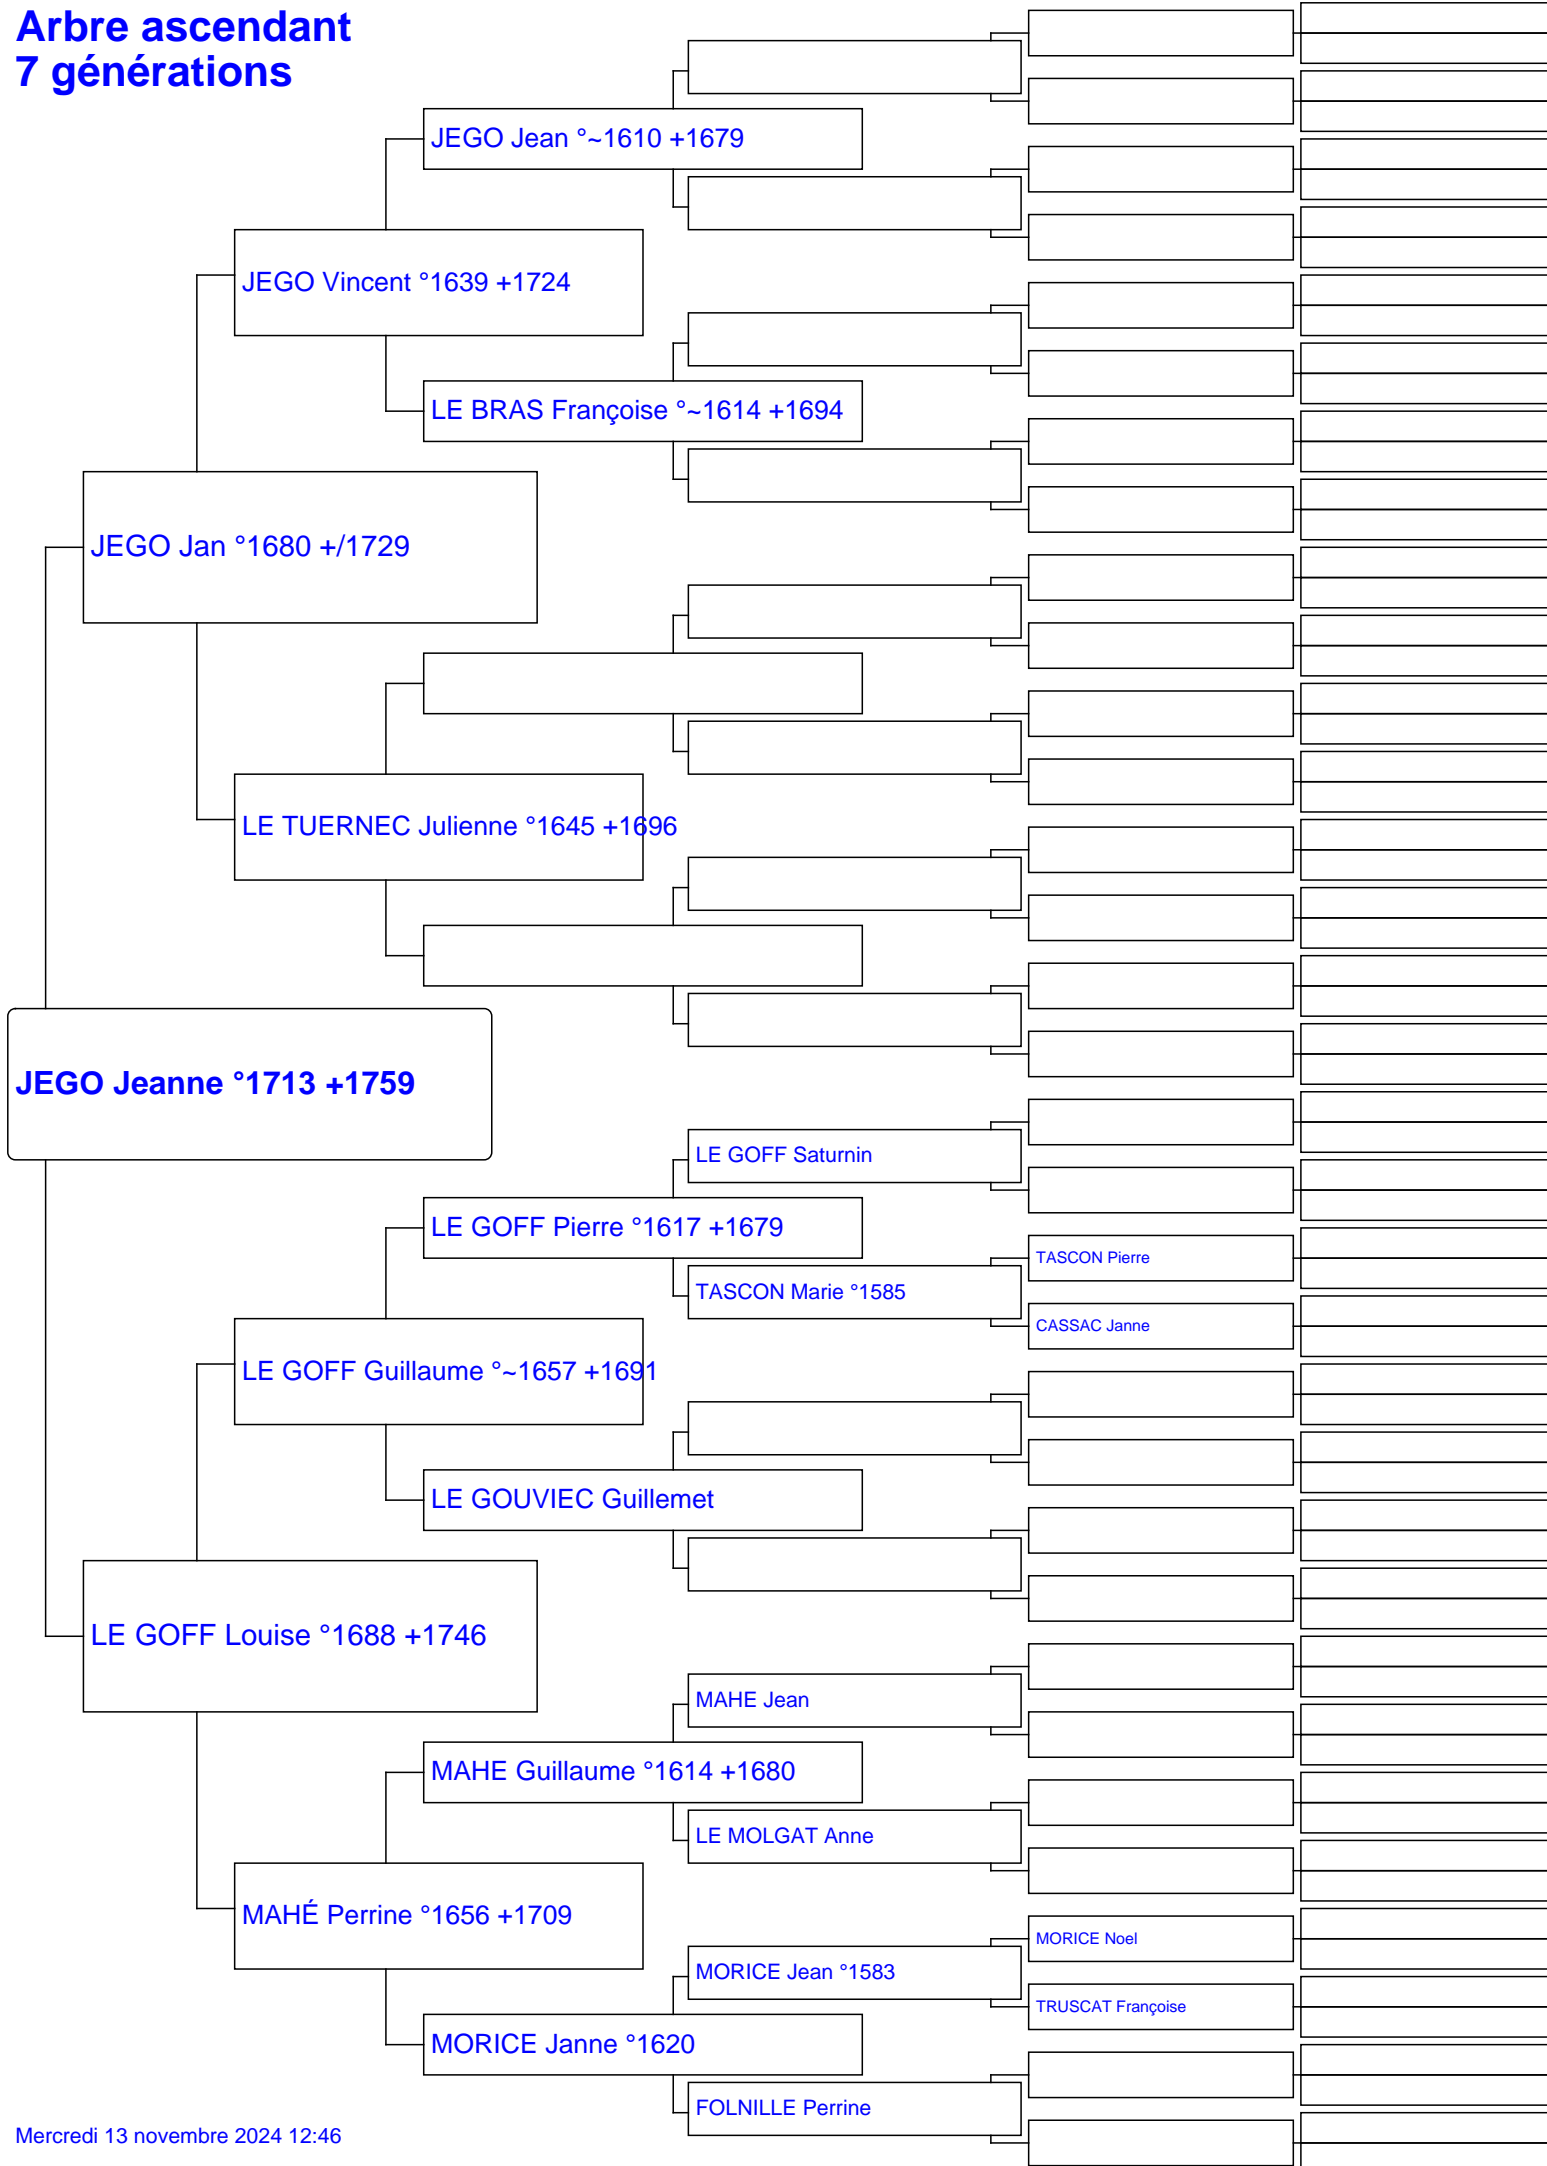 Arbre ascendant
7 générations
JEGO Jean °~1610 +1679
JEGO Vincent °1639 +1724
LE BRAS Françoise °~1614 +1694
JEGO Jan °1680 +/1729
LE TUERNEC Julienne °1645 +1696
JEGO Jeanne °1713 +1759
LE GOFF Saturnin
LE GOFF Pierre °1617 +1679
TASCON Pierre
TASCON Marie °1585
CASSAC Janne
LE GOFF Guillaume °~1657 +1691
LE GOUVIEC Guillemet
LE GOFF Louise °1688 +1746
MAHE Jean
MAHE Guillaume °1614 +1680
LE MOLGAT Anne
MAHÉ Perrine °1656 +1709
MORICE Noel
MORICE Jean °1583
TRUSCAT Françoise
MORICE Janne °1620
FOLNILLE Perrine
Mercredi 13 novembre 2024 12:46